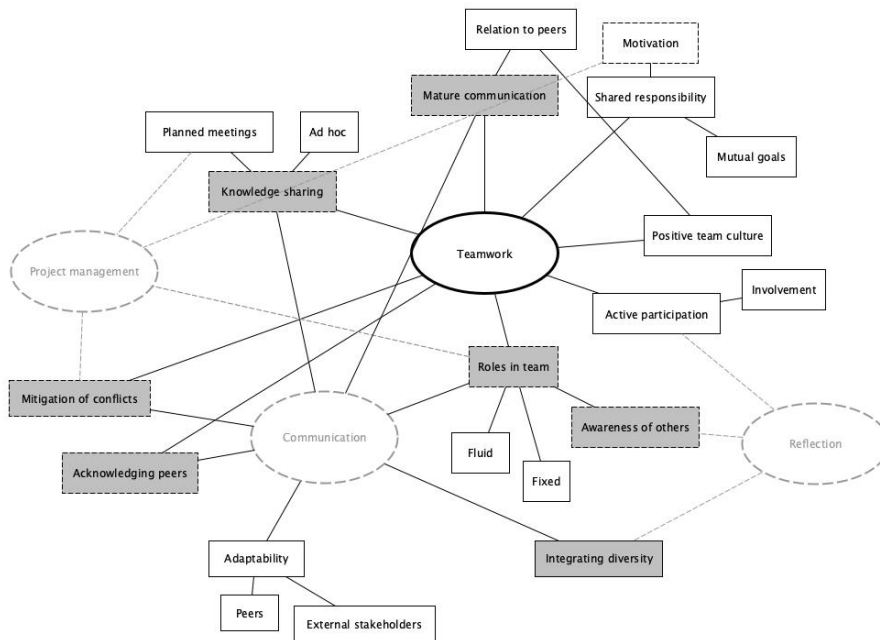 Relation to peers
Motivation
Mature communication
Shared responsibility
Planned meetings
Ad hoc
Mutual goals
Knowledge sharing
Positive team culture
Teamwork
Project management
Involvement
Active participation
Roles in team
Mitigation of conflicts
Awareness of others
Communication
Reflection
Fluid
Acknowledging peers
Fixed
Adaptability
Integrating diversity
Peers
External stakeholders